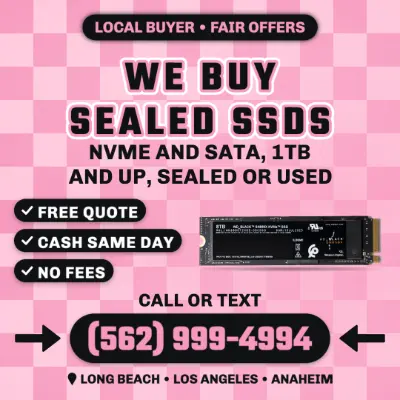 LOCAL BUYER • FAIR OFFERS
WE BUY
SEALED SSDS
NVME AND SATA, 1TB
AND UP, SEALED OR USED
FREE QUOTE
CASH SAME DAY
NO FEES
CALL OR TEXT
(562) 999-4994
LONG BEACH • LOS ANGELES • ANAHEIM